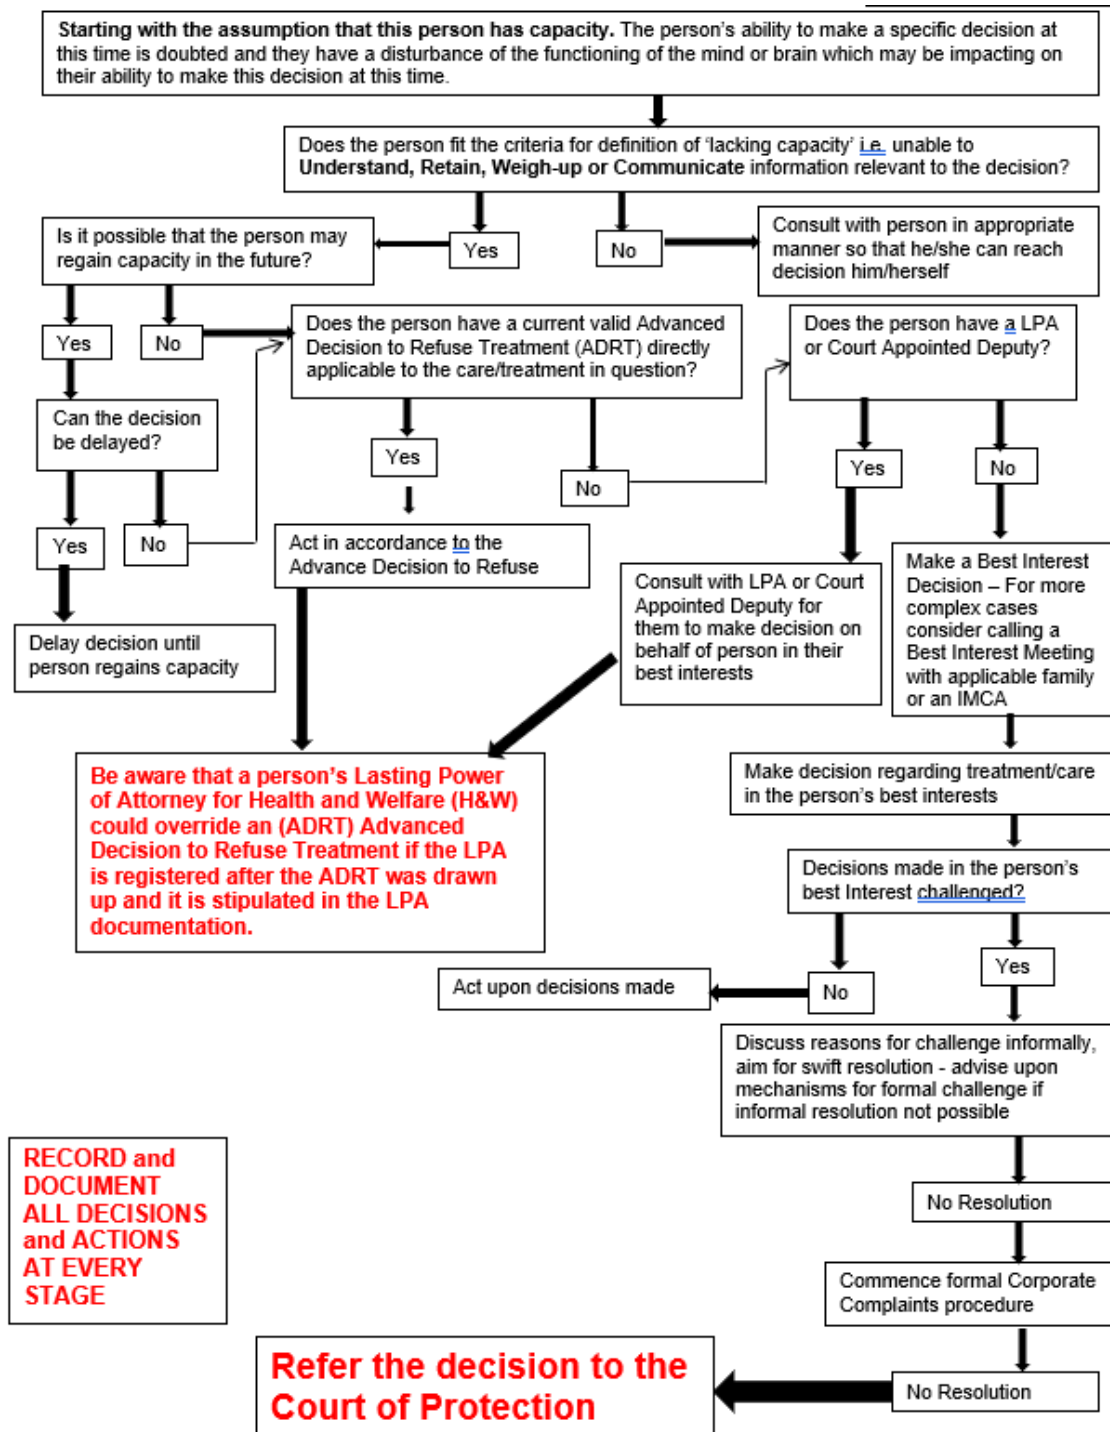 Starting with the assumption that this person has capacity. The person's ability to make a specific decision at
this time is doubted and they have a disturbance of the functioning of the mind or brain which may be impacting on
their ability to make this decision at this time.
Does the person fit the criteria for definition of 'lacking capacity' i.e. unable to
Understand, Retain, Weigh-up or Communicate information relevant to the decision?
Is it possible that the person may
regain capacity in the future?
Yes
No
Consult with person in appropriate
manner so that he/she can reach
decision him/herself
Yes
No
Does the person have a current valid Advanced
Decision to Refuse Treatment (ADRT) directly
applicable to the care/treatment in question?
Does the person have a LPA
or Court Appointed Deputy?
Can the decision
be delayed?
Yes
No
Yes
No
Yes
No
Act in accordance to the
Advance Decision to Refuse
Consult with LPA or Court
Appointed Deputy for
them to make decision on
behalf of person in their
best interests
Make a Best Interest
Decision – For more
complex cases
consider calling a
Best Interest Meeting
with applicable family
or an IMCA
Delay decision until
person regains capacity
Be aware that a person's Lasting Power
of Attorney for Health and Welfare (H&W)
could override an (ADRT) Advanced
Decision to Refuse Treatment if the LPA
is registered after the ADRT was drawn
up and it is stipulated in the LPA
documentation.
Make decision regarding treatment/care
in the person's best interests
Decisions made in the person's
best Interest challenged?
Yes
No
Act upon decisions made
Discuss reasons for challenge informally,
aim for swift resolution - advise upon
mechanisms for formal challenge if
informal resolution not possible
RECORD and
DOCUMENT
ALL DECISIONS
and ACTIONS
AT EVERY
STAGE
No Resolution
Commence formal Corporate
Complaints procedure
No Resolution
Refer the decision to the
Court of Protection